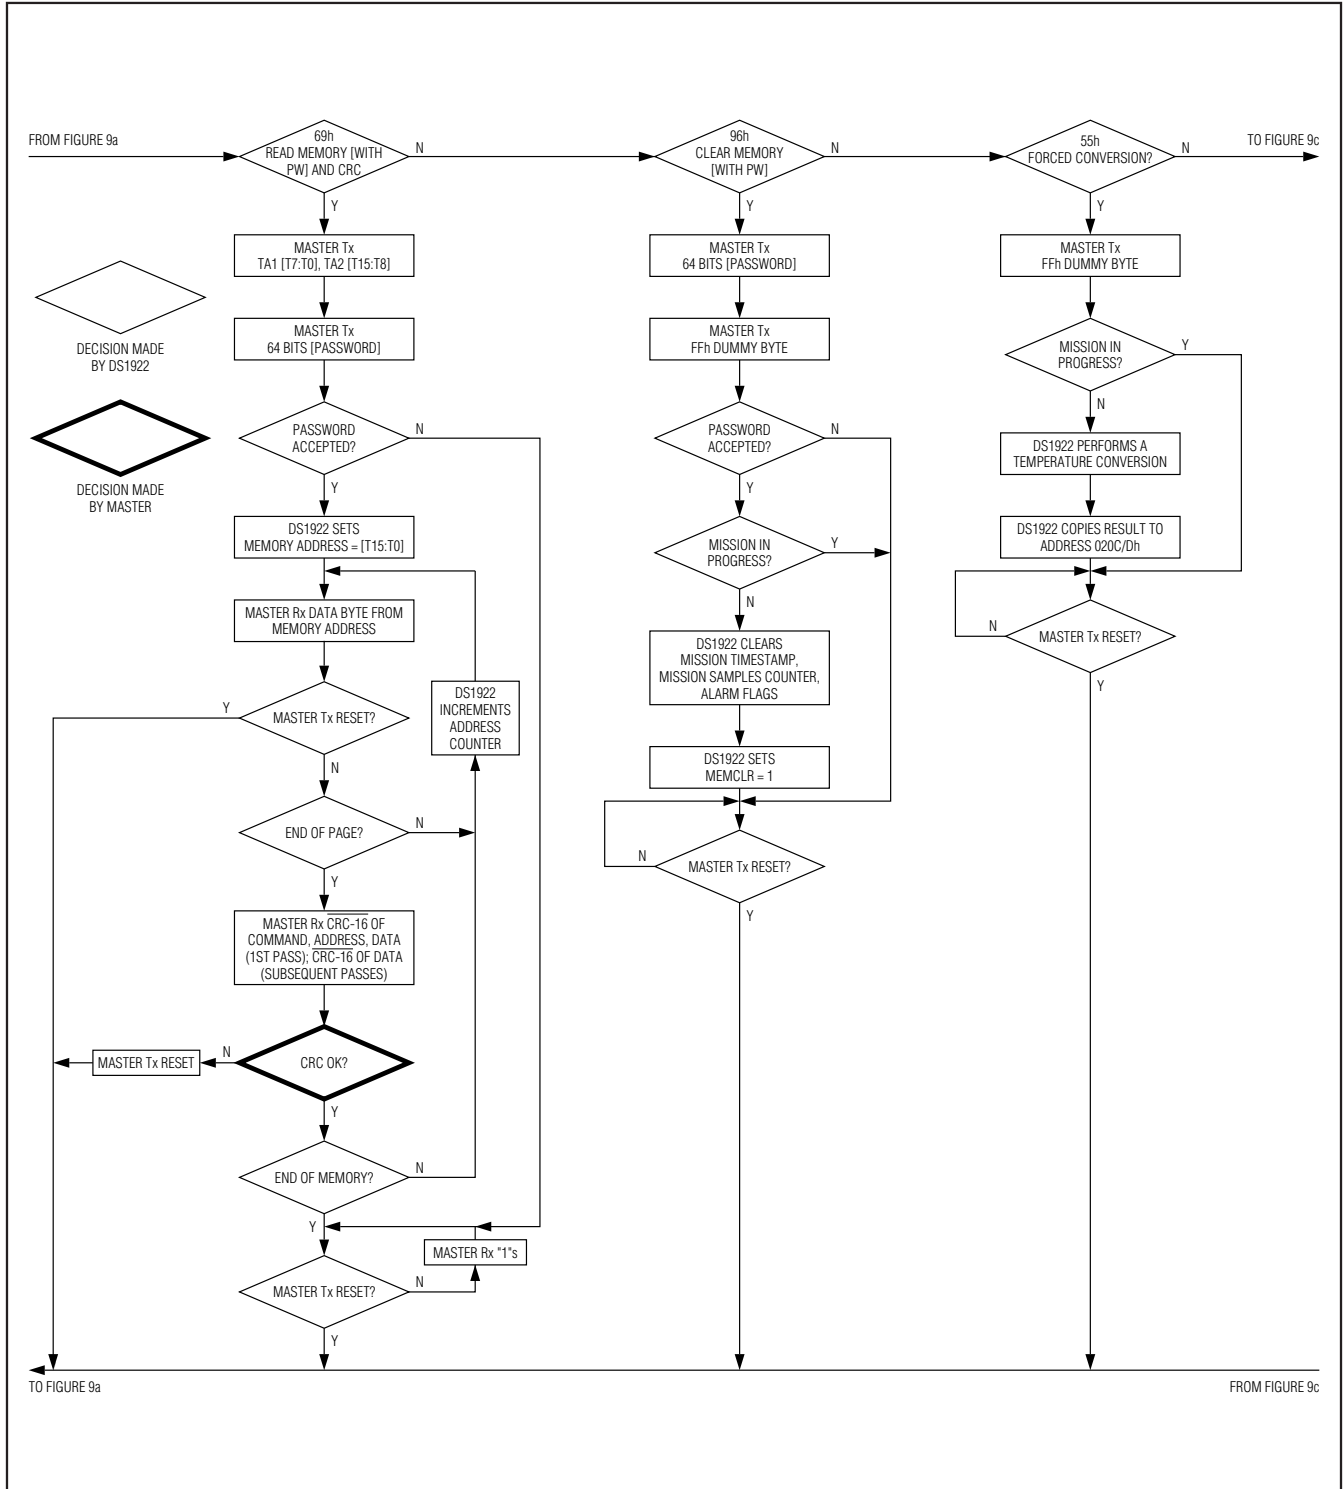 FROM FIGURE 9a
69h
READ MEMORY [WITH
PW] AND CRC
N
Y
MASTER Tx
TA1 [T7:T0], TA2 [T15:T8]
MASTER Tx
64 BITS [PASSWORD]
PASSWORD
ACCEPTED?
N
Y
DS1922 SETS
MEMORY ADDRESS = [T15:T0]
MASTER Rx DATA BYTE FROM
MEMORY ADDRESS
MASTER Tx RESET?
Y
N
DS1922
INCREMENTS
ADDRESS
COUNTER
END OF PAGE?
N
Y
MASTER Rx CRC-16 OF
COMMAND, ADDRESS, DATA
(1ST PASS); CRC-16 OF DATA
(SUBSEQUENT PASSES)
CRC OK?
N
MASTER Tx RESET
Y
END OF MEMORY?
N
Y
MASTER Rx "1"s
MASTER Tx RESET?
N
Y
DECISION MADE
BY DS1922
DECISION MADE
BY MASTER
96h
CLEAR MEMORY
[WITH PW]
N
Y
MASTER Tx
64 BITS [PASSWORD]
MASTER Tx
FFh DUMMY BYTE
PASSWORD
ACCEPTED?
N
Y
MISSION IN
PROGRESS?
Y
N
DS1922 CLEARS
MISSION TIMESTAMP,
MISSION SAMPLES COUNTER,
ALARM FLAGS
DS1922 SETS
MEMCLR = 1
MASTER Tx RESET?
N
Y
55h
FORCED CONVERSION?
N
TO FIGURE 9c
Y
MASTER Tx
FFh DUMMY BYTE
MISSION IN
PROGRESS?
Y
N
DS1922 PERFORMS A
TEMPERATURE CONVERSION
DS1922 COPIES RESULT TO
ADDRESS 020C/Dh
MASTER Tx RESET?
N
Y
TO FIGURE 9a
FROM FIGURE 9c